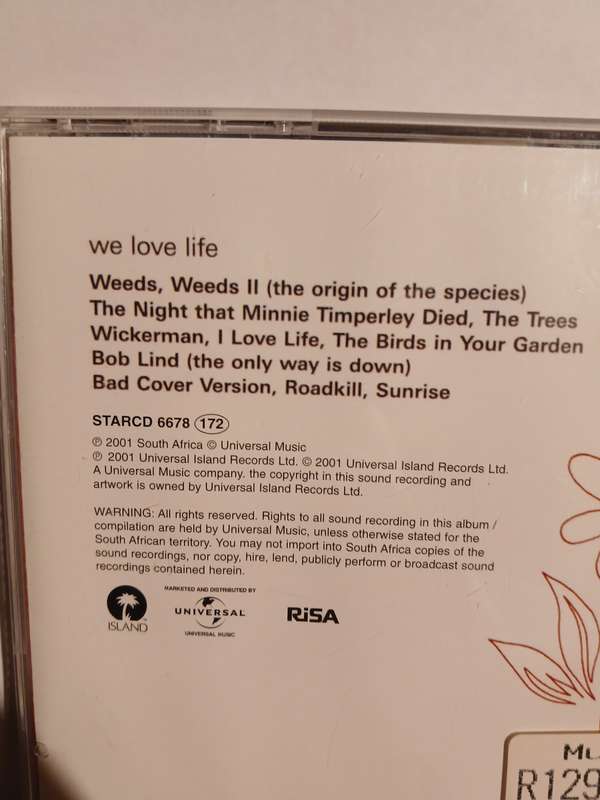 we love life
Weeds, Weeds II (the origin of the species)
The Night that Minnie Timperley Died, The Trees
Wickerman, I Love Life, The Birds in Your Garden
Bob Lind (the only way is down)
Bad Cover Version, Roadkill, Sunrise
STARCD 6678 (172)
℗ 2001 South Africa © Universal Music
℗ 2001 Universal Island Records Ltd. © 2001 Universal Island Records Ltd.
A Universal Music company. the copyright in this sound recording and
artwork is owned by Universal Island Records Ltd.
WARNING: All rights reserved. Rights to all sound recording in this album /
compilation are held by Universal Music, unless otherwise stated for the
South African territory. You may not import into South Africa copies of the
sound recordings, nor copy, hire, lend, publicly perform or broadcast sound
recordings contained herein.
ISLAND
MARKETED AND DISTRIBUTED BY
UNIVERSAL
UNIVERSAL MUSIC
RiSA
R129